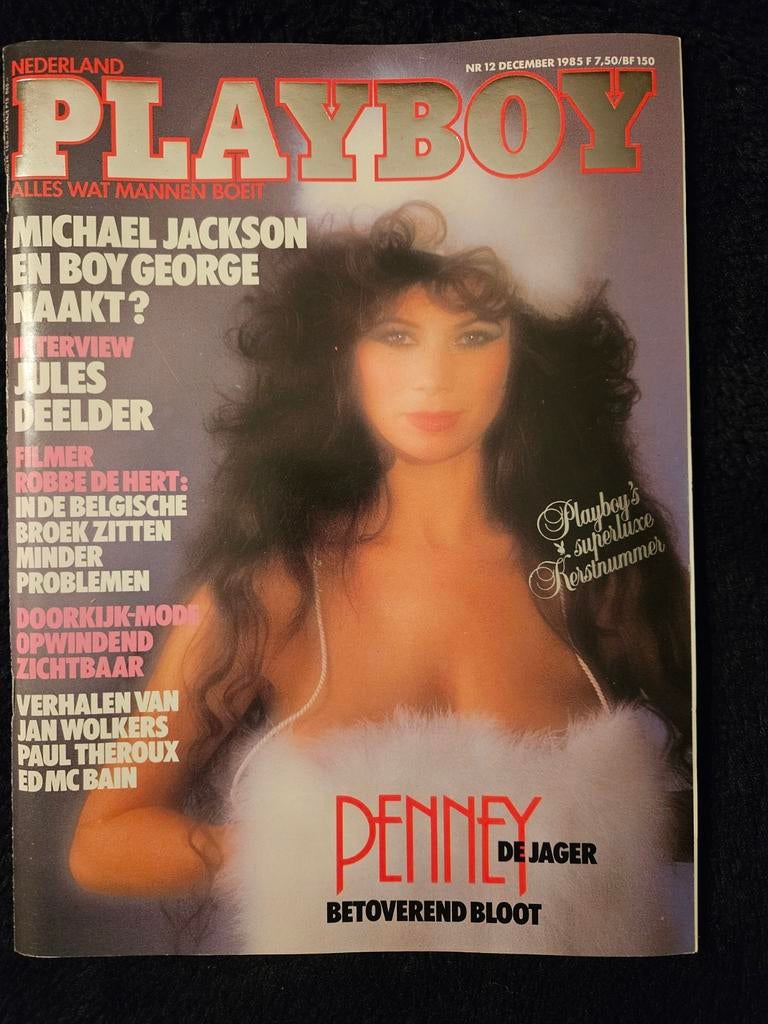 NEDERLAND
NR 12 DECEMBER 1985 F 7,50/BF 150
PLAYBOY
ALLES WAT MANNEN BOEIT
MICHAEL JACKSON
EN BOY GEORGE
NAAKT?
INTERVIEW
JULES
DEELDER
FILMER
ROBBE DE HERT:
IN DE BELGISCHE
BROEK ZITTEN
MINDER
PROBLEMEN
Playboy's
superluxe
Kerstnummer
DOORKIJK-MODE
OPWINDEND
ZICHTBAAR
VERHALEN VAN
JAN WOLKERS
PAUL THEROUX
ED MC BAIN
PENNEY
DE JAGER
BETOVEREND BLOOT